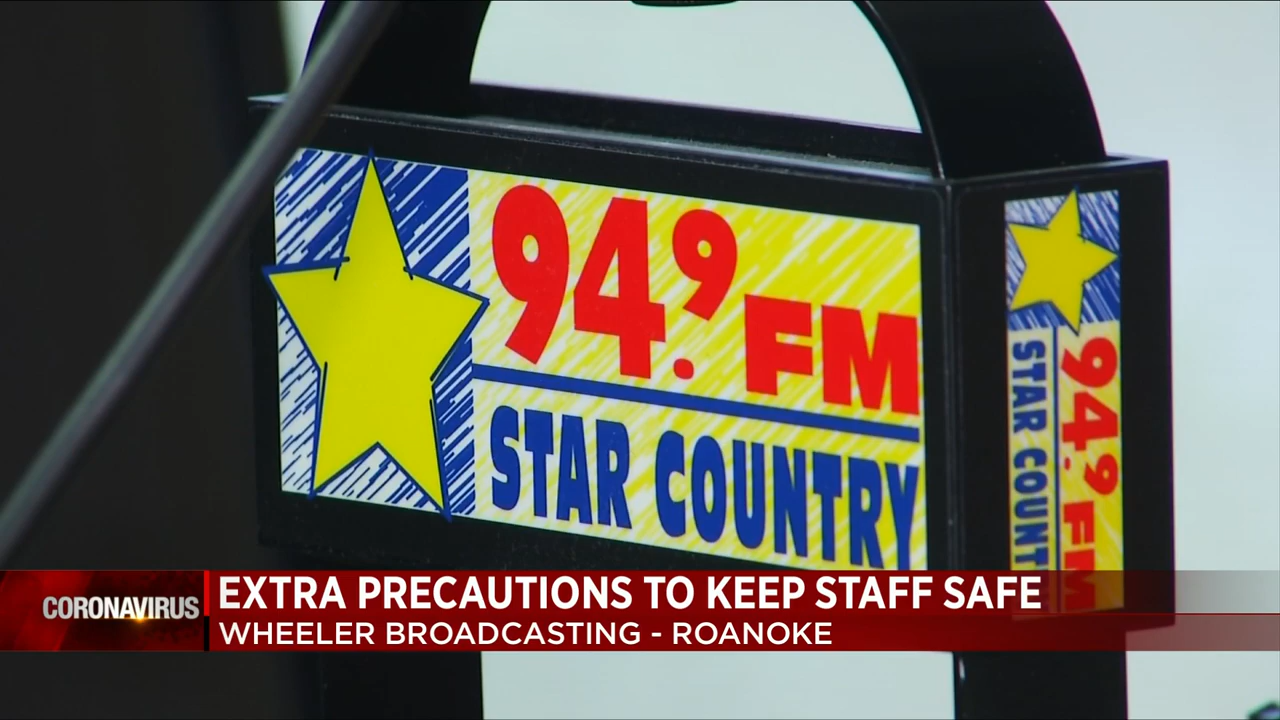 94.9 FM
STAR COUNTRY
94.9 FM
STAR COUNT
CORONAVIRUS
EXTRA PRECAUTIONS TO KEEP STAFF SAFE
WHEELER BROADCASTING - ROANOKE